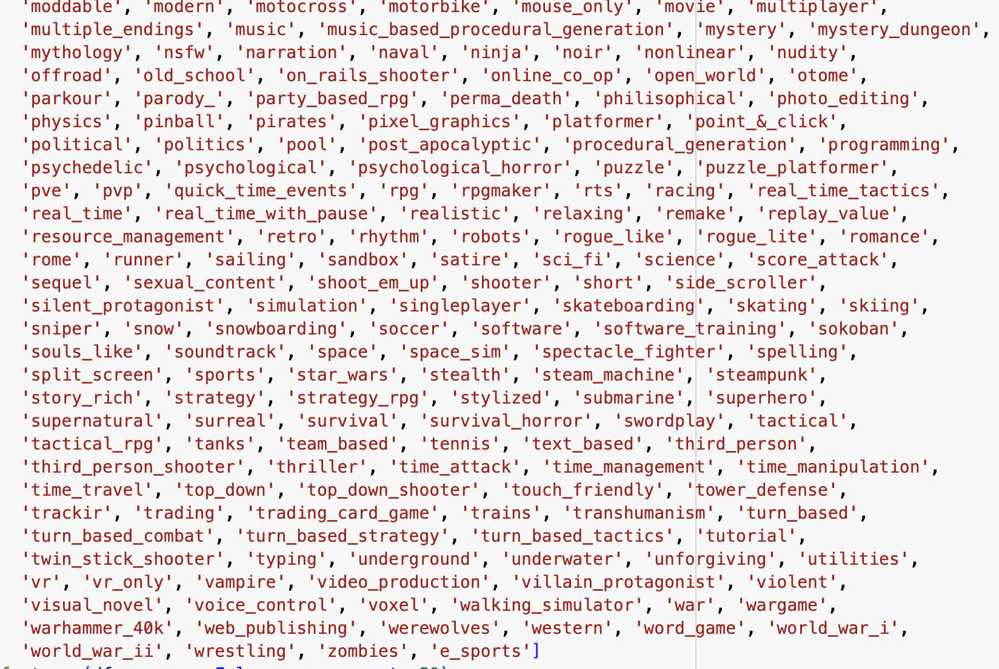 'moddable', 'modern', 'motocross', 'motorbike', 'mouse_only', 'movie', 'multiplayer',
'multiple_endings', 'music', 'music_based_procedural_generation', 'mystery', 'mystery_dungeon',
'mythology', 'nsfw', 'narration', 'naval', 'ninja', 'noir', 'nonlinear', 'nudity',
'offroad', 'old_school', 'on_rails_shooter', 'online_co_op', 'open_world', 'otome',
'parkour', 'parody_', 'party_based_rpg', 'perma_death', 'philisophical', 'photo_editing',
'physics', 'pinball', 'pirates', 'pixel_graphics', 'platformer', 'point_&_click',
'political', 'politics', 'pool', 'post_apocalyptic', 'procedural_generation', 'programming',
'psychedelic', 'psychological', 'psychological_horror', 'puzzle', 'puzzle_platformer',
'pve', 'pvp', 'quick_time_events', 'rpg', 'rpgmaker', 'rts', 'racing', 'real_time_tactics',
'real_time', 'real_time_with_pause', 'realistic', 'relaxing', 'remake', 'replay_value',
'resource_management', 'retro', 'rhythm', 'robots', 'rogue_like', 'rogue_lite', 'romance',
'rome', 'runner', 'sailing', 'sandbox', 'satire', 'sci_fi', 'science', 'score_attack',
'sequel', 'sexual_content', 'shoot_em_up', 'shooter', 'short', 'side_scroller',
'silent_protagonist', 'simulation', 'singleplayer', 'skateboarding', 'skating', 'skiing',
'sniper', 'snow', 'snowboarding', 'soccer', 'software', 'software_training', 'sokoban',
'souls_like', 'soundtrack', 'space', 'space_sim', 'spectacle_fighter', 'spelling',
'split_screen', 'sports', 'star_wars', 'stealth', 'steam_machine', 'steampunk',
'story_rich', 'strategy', 'strategy_rpg', 'stylized', 'submarine', 'superhero',
'supernatural', 'surreal', 'survival', 'survival_horror', 'swordplay', 'tactical',
'tactical_rpg', 'tanks', 'team_based', 'tennis', 'text_based', 'third_person',
'third_person_shooter', 'thriller', 'time_attack', 'time_management', 'time_manipulation',
'time_travel', 'top_down', 'top_down_shooter', 'touch_friendly', 'tower_defense',
'trackir', 'trading', 'trading_card_game', 'trains', 'transhumanism', 'turn_based',
'turn_based_combat', 'turn_based_strategy', 'turn_based_tactics', 'tutorial',
'twin_stick_shooter', 'typing', 'underground', 'underwater', 'unforgiving', 'utilities',
'vr', 'vr_only', 'vampire', 'video_production', 'villain_protagonist', 'violent',
'visual_novel', 'voice_control', 'voxel', 'walking_simulator', 'war', 'wargame',
'warhammer_40k', 'web_publishing', 'werewolves', 'western', 'word_game', 'world_war_i',
'world_war_ii', 'wrestling', 'zombies', 'e_sports']